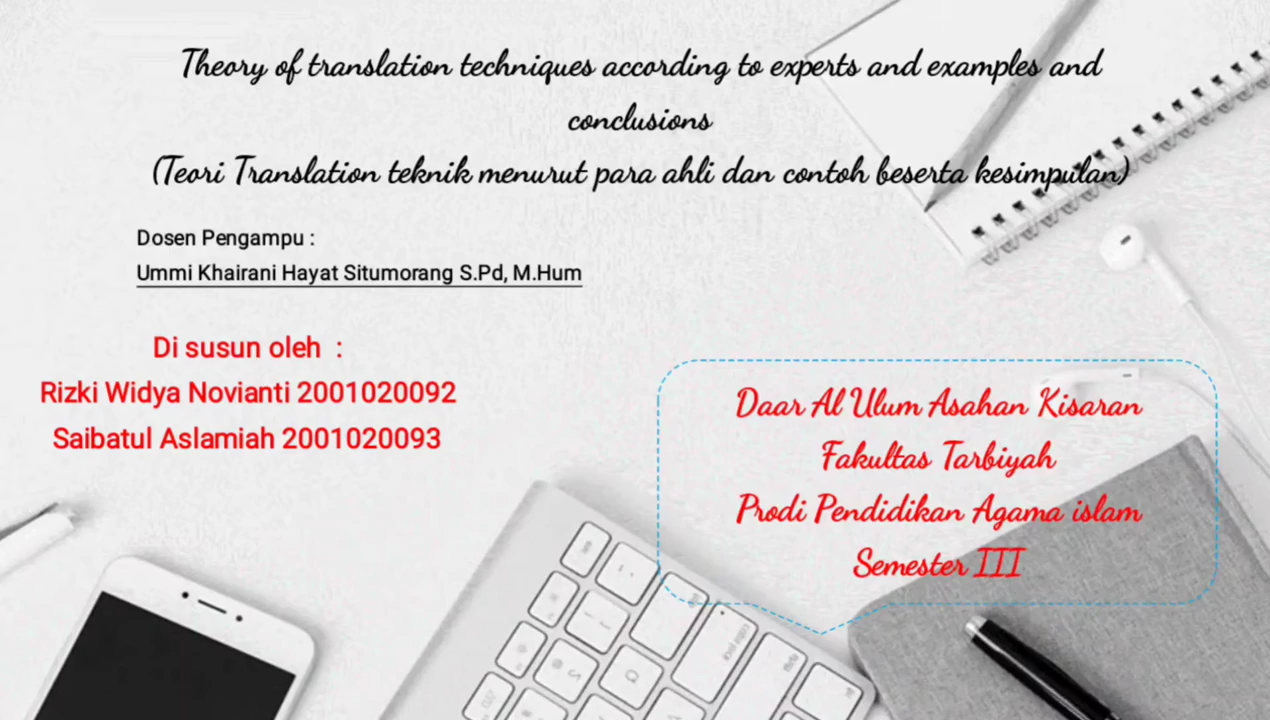 Theory of translation techniques according to experts and examples and
conclusions
(Teori Translation teknik menurut para ahli dan contoh beserta kesimpulan)
Dosen Pengampu :
Ummi Khairani Hayat Situmorang S.Pd, M.Hum
Di susun oleh :
Rizki Widya Novianti 2001020092
Saibatul Aslamiah 2001020093
Daar Al Ulum Asahan Kisaran
Fakultas Tarbiyah
Prodi Pendidikan Agama islam
Semester III